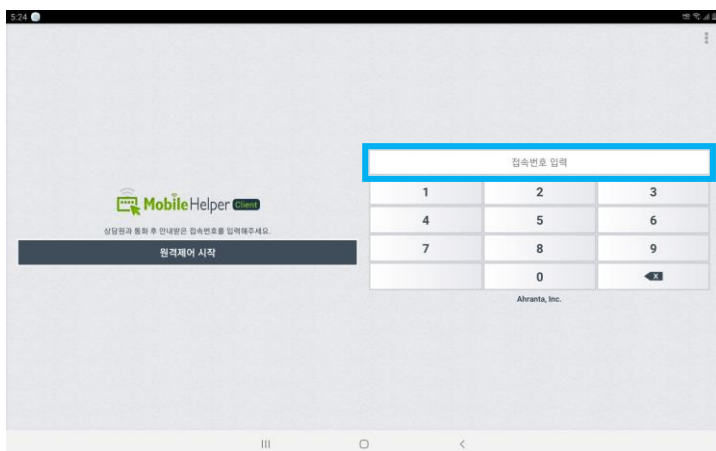 5:24
MobileHelper Client
상담원과 통화 후 안내받은 접속번호를 입력해주세요.
원격제어 시작
접속번호 입력
1 2 3
4 5 6
7 8 9
0 x
Ahranta, Inc.